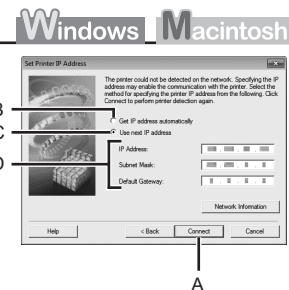 Windows Macintosh
Set Printer IP Address
The printer could not be detected on the network. Specifying the IP
address may enable the communication with the printer. Select the
method for specifying the printer IP address from the following. Click
Connect to perform printer detection again.
B
Get IP address automatically
C
Use next IP address
D
IP Address:
Subnet Mask:
Default Gateway:
Network Information
Help
< Back
Connect
Cancel
A